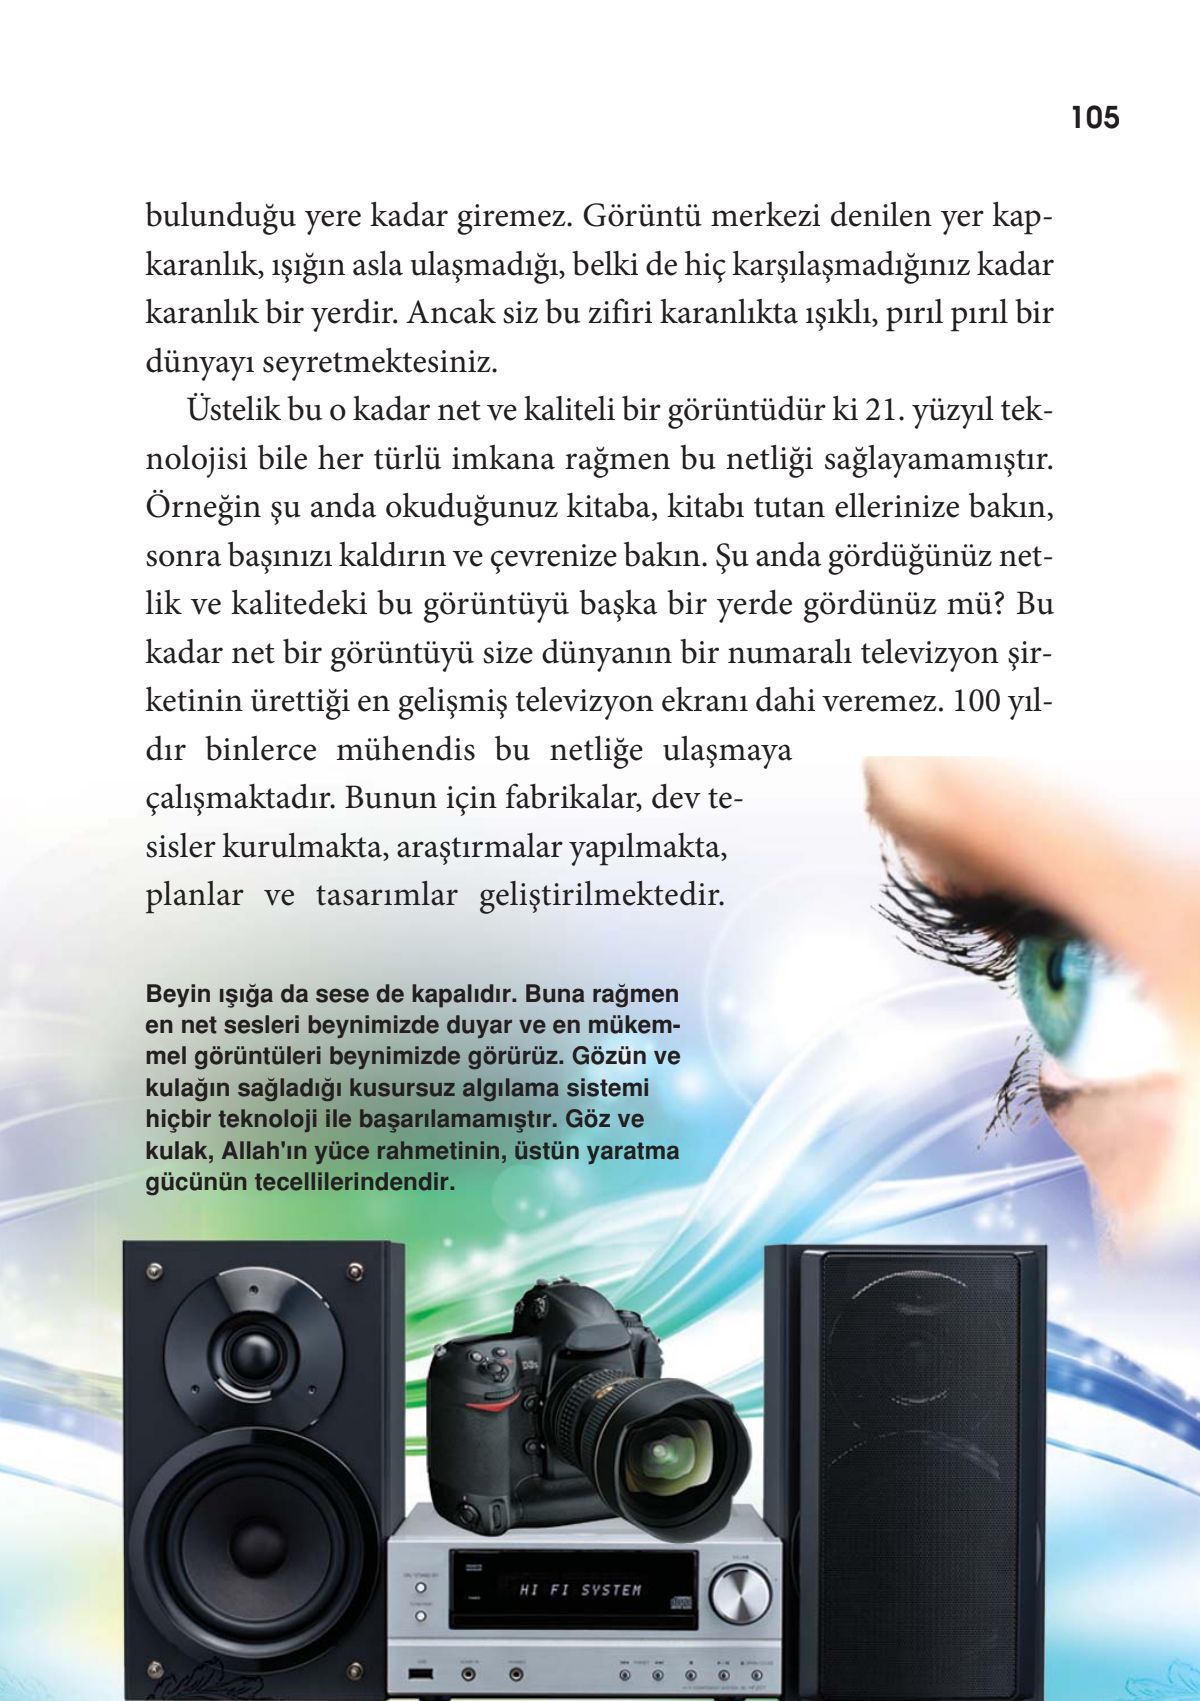 105
bulunduğu yere kadar giremez. Görüntü merkezi denilen yer kap-
karanlık, ışığın asla ulaşmadığı, belki de hiç karşılaşmadığınız kadar
karanlık bir yerdir. Ancak siz bu zifiri karanlıkta ışıklı, pırıl pırıl bir
dünyayı seyretmektesiniz.
Üstelik bu o kadar net ve kaliteli bir görüntüdür ki 21. yüzyıl tek-
nolojisi bile her türlü imkana rağmen bu netliği sağlayamamıştır.
Örneğin şu anda okuduğunuz kitaba, kitabı tutan ellerinize bakın,
sonra başınızı kaldırın ve çevrenize bakın. Şu anda gördüğünüz net-
lik ve kalitedeki bu görüntüyü başka bir yerde gördünüz mü? Bu
kadar net bir görüntüyü size dünyanın bir numaralı televizyon şir-
ketinin ürettiği en gelişmiş televizyon ekranı dahi veremez. 100 yıl-
dır binlerce mühendis bu netliğe ulaşmaya
çalışmaktadır. Bunun için fabrikalar, dev te-
sisler kurulmakta, araştırmalar yapılmakta,
planlar ve tasarımlar geliştirilmektedir.
Beyin ışığa da sese de kapalıdır. Buna rağmen
en net sesleri beynimizde duyar ve en mükem-
mel görüntüleri beynimizde görürüz. Gözün ve
kulağın sağladığı kusursuz algılama sistemi
hiçbir teknoloji ile başarılamamıştır. Göz ve
kulak, Allah'ın yüce rahmetinin, üstün yaratma
gücünün tecellilerindendir.
HI FI SYSTEM